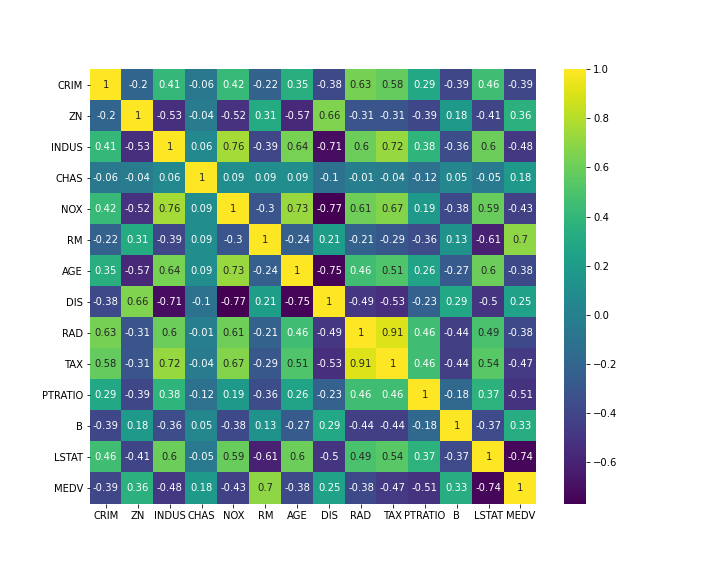 CRIM 1 -0.2 0.41 -0.06 0.42 -0.22 0.35 -0.38 0.63 0.58 0.29 -0.39 0.46 -0.39
ZN -0.2 1 -0.53 -0.04 -0.52 0.31 -0.57 0.66 -0.31 -0.31 -0.39 0.18 -0.41 0.36
INDUS 0.41 -0.53 1 0.06 0.76 -0.39 0.64 -0.71 0.6 0.72 0.38 -0.36 0.6 -0.48
CHAS -0.06 -0.04 0.06 1 0.09 0.09 0.09 -0.1 -0.01 -0.04 -0.12 0.05 -0.05 0.18
NOX 0.42 -0.52 0.76 0.09 1 -0.3 0.73 -0.77 0.61 0.67 0.19 -0.38 0.59 -0.43
RM -0.22 0.31 -0.39 0.09 -0.3 1 -0.24 0.21 -0.21 -0.29 -0.36 0.13 -0.61 0.7
AGE 0.35 -0.57 0.64 0.09 0.73 -0.24 1 -0.75 0.46 0.51 0.26 -0.27 0.6 -0.38
DIS -0.38 0.66 -0.71 -0.1 -0.77 0.21 -0.75 1 -0.49 -0.53 -0.23 0.29 -0.5 0.25
RAD 0.63 -0.31 0.6 -0.01 0.61 -0.21 0.46 -0.49 1 0.91 0.46 -0.44 0.49 -0.38
TAX 0.58 -0.31 0.72 -0.04 0.67 -0.29 0.51 -0.53 0.91 1 0.46 -0.44 0.54 -0.47
PTRATIO 0.29 -0.39 0.38 -0.12 0.19 -0.36 0.26 -0.23 0.46 0.46 1 -0.18 0.37 -0.51
B -0.39 0.18 -0.36 0.05 -0.38 0.13 -0.27 0.29 -0.44 -0.44 -0.18 1 -0.37 0.33
LSTAT 0.46 -0.41 0.6 -0.05 0.59 -0.61 0.6 -0.5 0.49 0.54 0.37 -0.37 1 -0.74
MEDV -0.39 0.36 -0.48 0.18 -0.43 0.7 -0.38 0.25 -0.38 -0.47 -0.51 0.33 -0.74 1
CRIM ZN INDUS CHAS NOX RM AGE DIS RAD TAX PTRATIO B LSTAT MEDV
1.0
0.8
0.6
0.4
0.2
0.0
−0.2
−0.4
−0.6